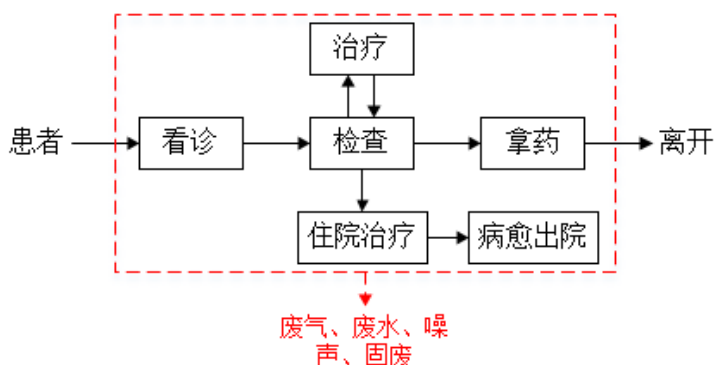 治疗
患者
看诊
检查
拿药
离开
住院治疗
病愈出院
废气、废水、噪
声、固废